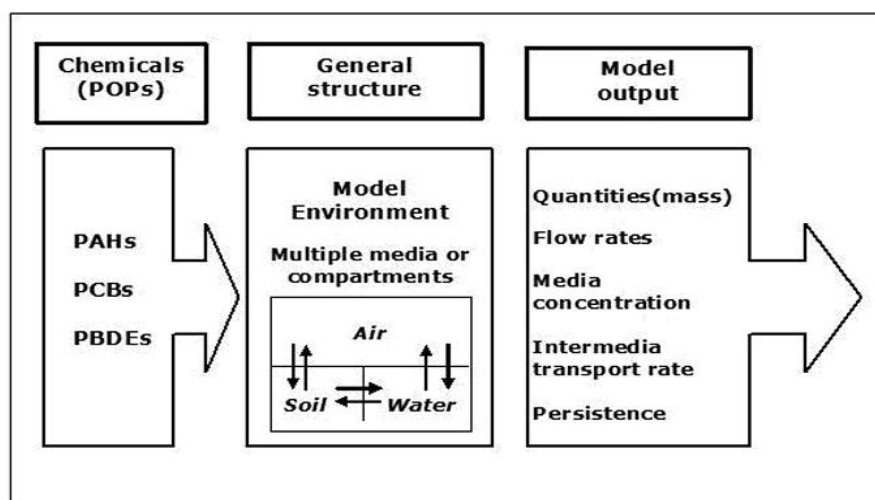 Chemicals
(POPs)
General
structure
Model
output
PAHs
PCBs
PBDEs
Model
Environment
Multiple media or
compartments
Air
Soil
Water
Quantities(mass)
Flow rates
Media
concentration
Intermedia
transport rate
Persistence